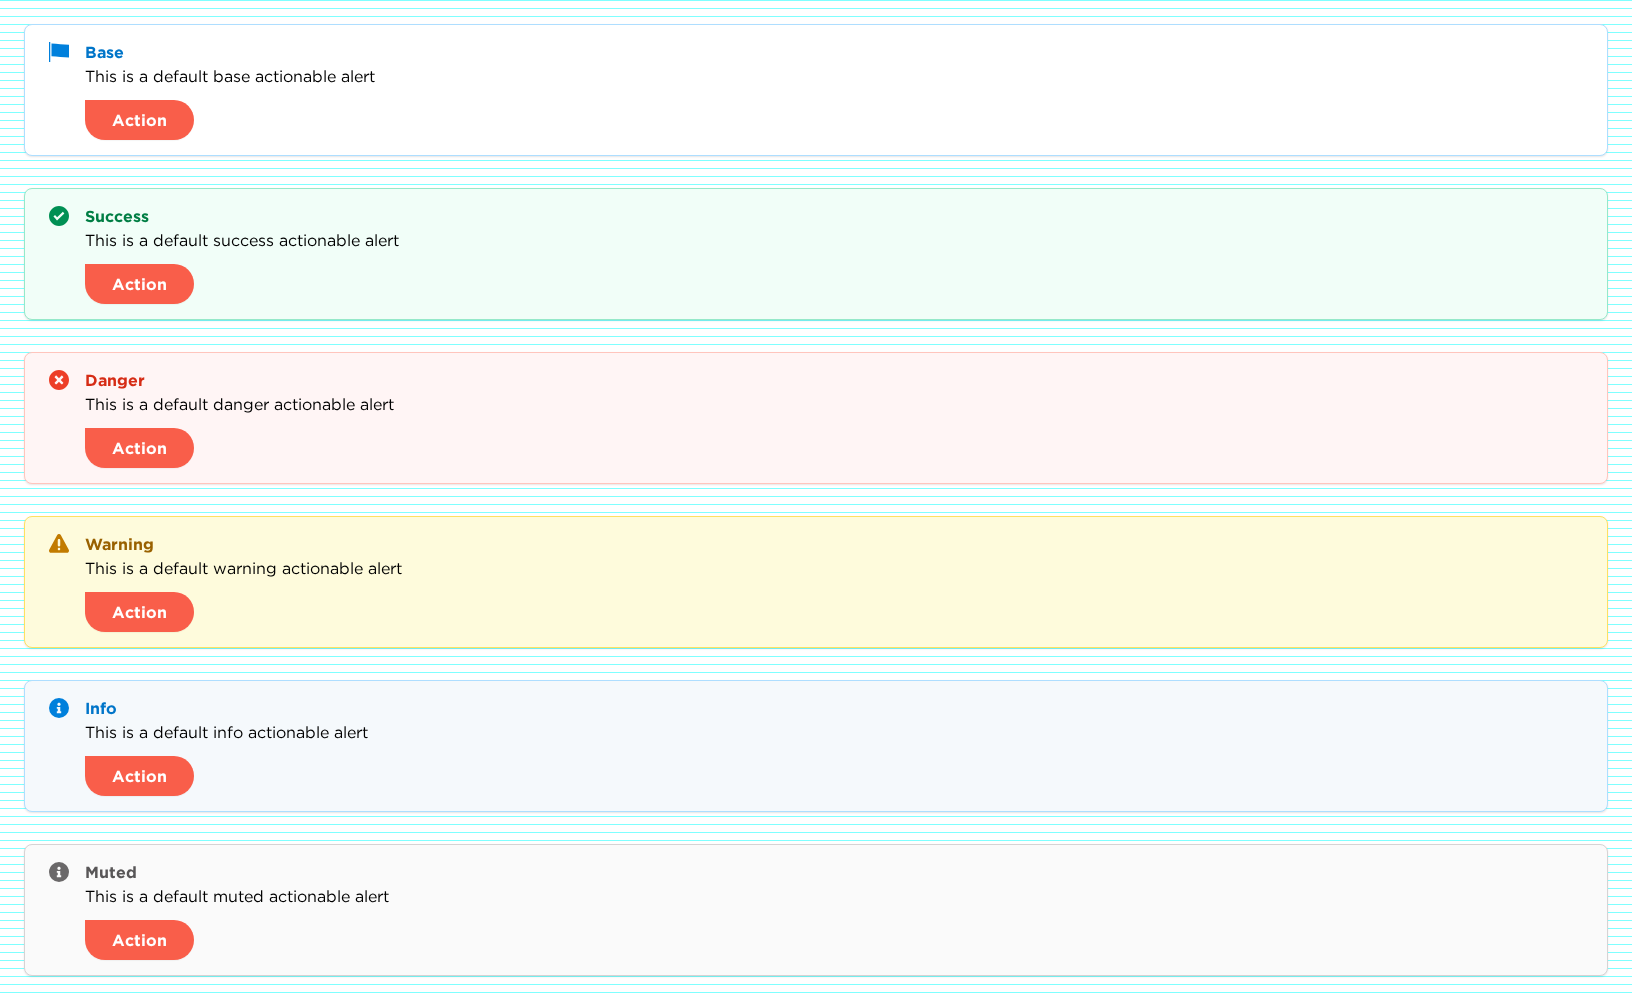 Base
This is a default base actionable alert
Action
Success
This is a default success actionable alert
Action
Danger
This is a default danger actionable alert
Action
Warning
This is a default warning actionable alert
Action
Info
This is a default info actionable alert
Action
Muted
This is a default muted actionable alert
Action